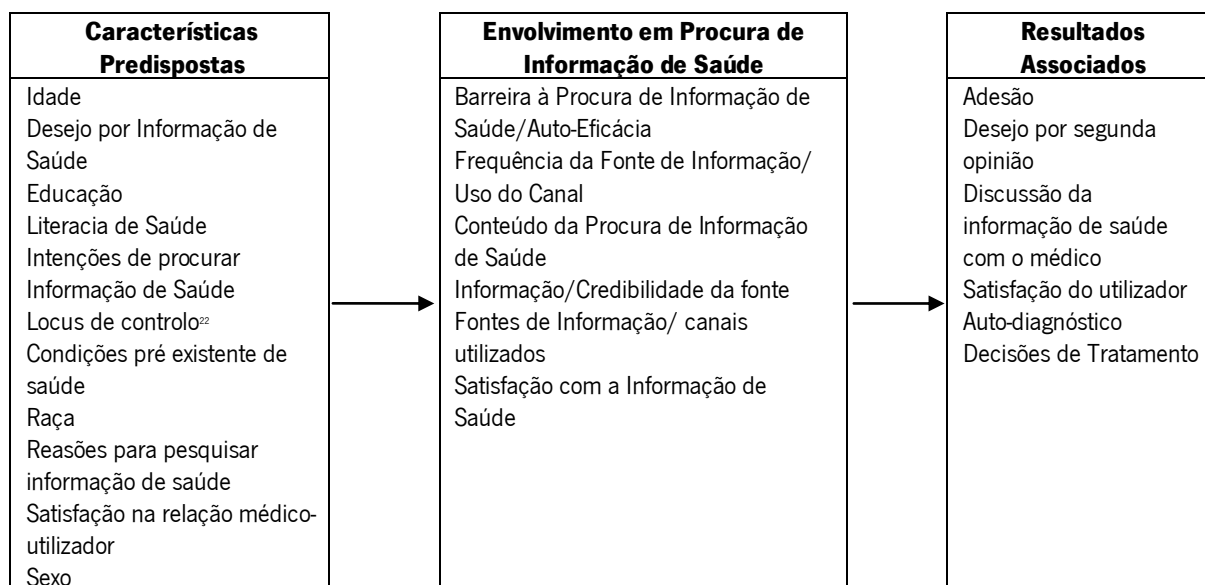 Características
Predispostas
Idade
Desejo por Informação de
Saúde
Educação
Literacia de Saúde
Intenções de procurar
Informação de Saúde
Locus de controlo²²
Condições pré existente de
saúde
Raça
Reasões para pesquisar
informação de saúde
Satisfação na relação médico-
utilizador
Sexo
Envolvimento em Procura de
Informação de Saúde
Barreira à Procura de Informação de
Saúde/Auto-Eficácia
Frequência da Fonte de Informação/
Uso do Canal
Conteúdo da Procura de Informação
de Saúde
Informação/Credibilidade da fonte
Fontes de Informação/ canais
utilizados
Satisfação com a Informação de
Saúde
Resultados
Associados
Adesão
Desejo por segunda
opinião
Discussão da
informação de saúde
com o médico
Satisfação do utilizador
Auto-diagnóstico
Decisões de Tratamento